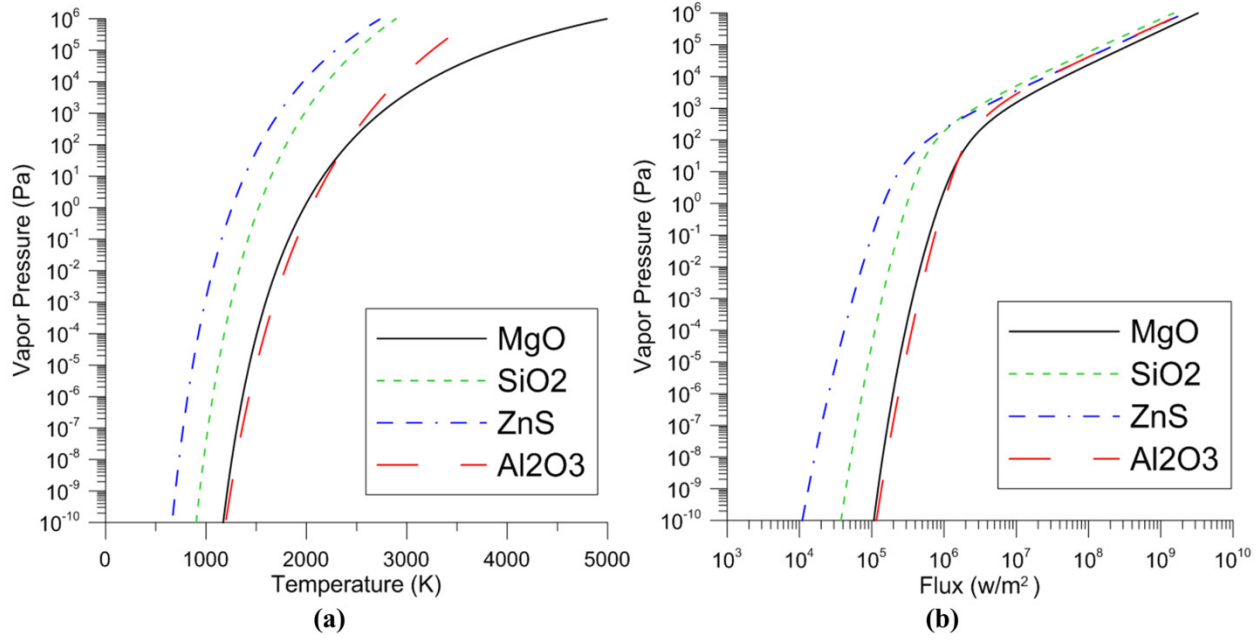 10⁶
10⁵
10⁴
10³
10²
10¹
10⁰
10⁻¹
10⁻²
10⁻³
10⁻⁴
10⁻⁵
10⁻⁶
10⁻⁷
10⁻⁸
10⁻⁹
10⁻¹⁰
Vapor Pressure (Pa)
MgO
SiO2
ZnS
Al2O3
0 1000 2000 3000 4000 5000
Temperature (K)
(a)
10⁶
10⁵
10⁴
10³
10²
10¹
10⁰
10⁻¹
10⁻²
10⁻³
10⁻⁴
10⁻⁵
10⁻⁶
10⁻⁷
10⁻⁸
10⁻⁹
10⁻¹⁰
Vapor Pressure (Pa)
MgO
SiO2
ZnS
Al2O3
10³ 10⁴ 10⁵ 10⁶ 10⁷ 10⁸ 10⁹ 10¹⁰
Flux (w/m²)
(b)